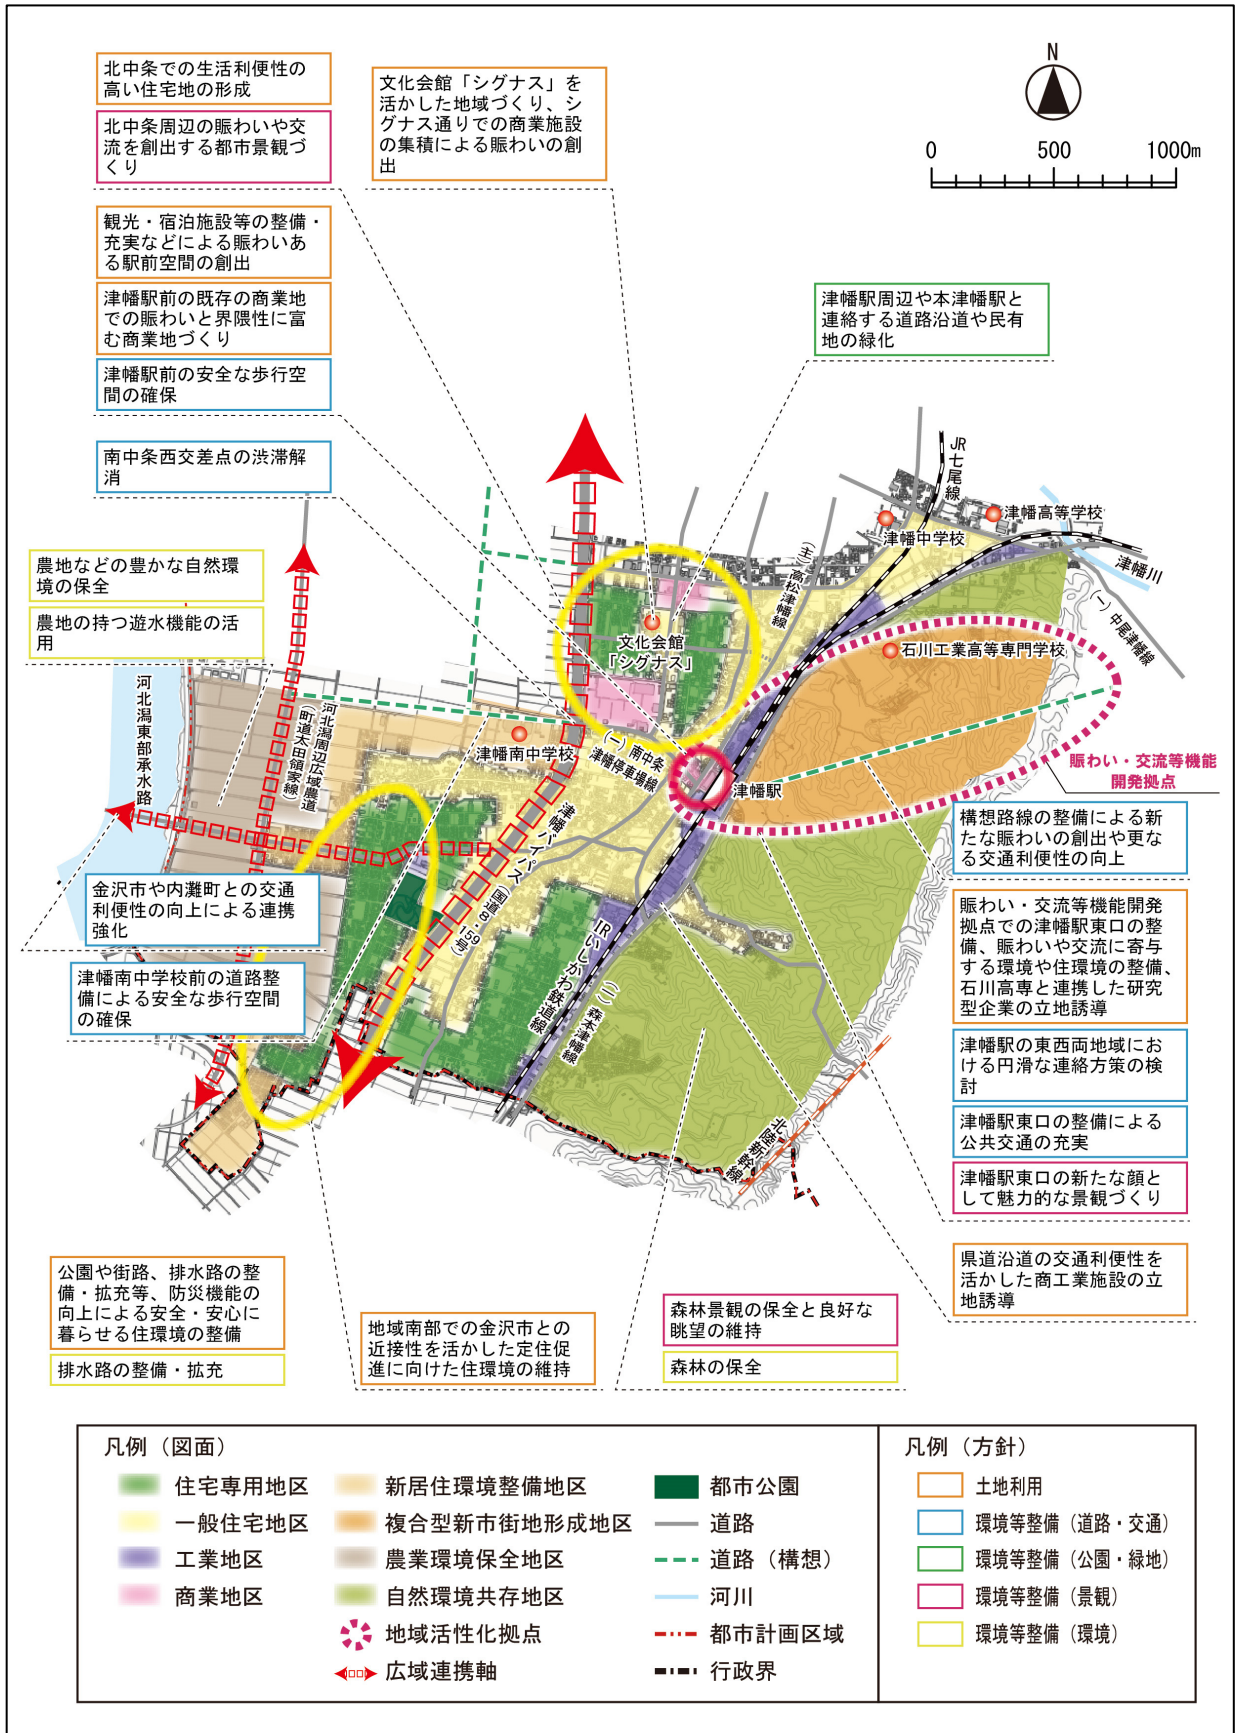 北中条での生活利便性の
高い住宅地の形成
北中条周辺の賑わいや交
流を創出する都市景観づ
くり
文化会館「シグナス」を
活かした地域づくり、シ
グナス通りでの商業施設
の集積による賑わいの創
出
N
0 500 1000m
観光・宿泊施設等の整備・
充実などによる賑わいあ
る駅前空間の創出
津幡駅前の既存の商業地
での賑わいと界隈性に富
む商業地づくり
津幡駅前の安全な歩行空
間の確保
津幡駅周辺や本津幡駅と
連絡する道路沿道や民有
地の緑化
南中条西交差点の渋滞解
消
JR七尾線
津幡高等学校
津幡中学校
津幡川
(主)高松津幡線
(一)中尾津幡線
農地などの豊かな自然環
境の保全
農地の持つ遊水機能の活
用
文化会館
「シグナス」
石川工業高等専門学校
河北潟東部承水路
河北潟周辺広域農道
(町道太田領家線)
津幡南中学校
(一)南中条
津幡停車場線
津幡駅
賑わい・交流等機能
開発拠点
津幡バイパス(国道8・159号)
構想路線の整備による新
たな賑わいの創出や更な
る交通利便性の向上
金沢市や内灘町との交通
利便性の向上による連携
強化
賑わい・交流等機能開発
拠点での津幡駅東口の整
備、賑わいや交流に寄与
する環境や住環境の整備、
石川高専と連携した研究
型企業の立地誘導
IRいしかわ鉄道線
(一)森本津幡線
津幡南中学校前の道路整
備による安全な歩行空間
の確保
津幡駅の東西両地域にお
ける円滑な連絡方策の検
討
津幡駅東口の整備による
公共交通の充実
北陸新幹線
津幡駅東口の新たな顔と
して魅力的な景観づくり
県道沿道の交通利便性を
活かした商工業施設の立
地誘導
公園や街路、排水路の整
備・拡充等、防災機能の
向上による安全・安心に
暮らせる住環境の整備
排水路の整備・拡充
地域南部での金沢市との
近接性を活かした定住促
進に向けた住環境の維持
森林景観の保全と良好な
眺望の維持
森林の保全
凡例（図面）
住宅専用地区
一般住宅地区
工業地区
商業地区
新居住環境整備地区
複合型新市街地形成地区
農業環境保全地区
自然環境共存地区
地域活性化拠点
広域連携軸
都市公園
道路
道路（構想）
河川
都市計画区域
行政界
凡例（方針）
土地利用
環境等整備（道路・交通）
環境等整備（公園・緑地）
環境等整備（景観）
環境等整備（環境）